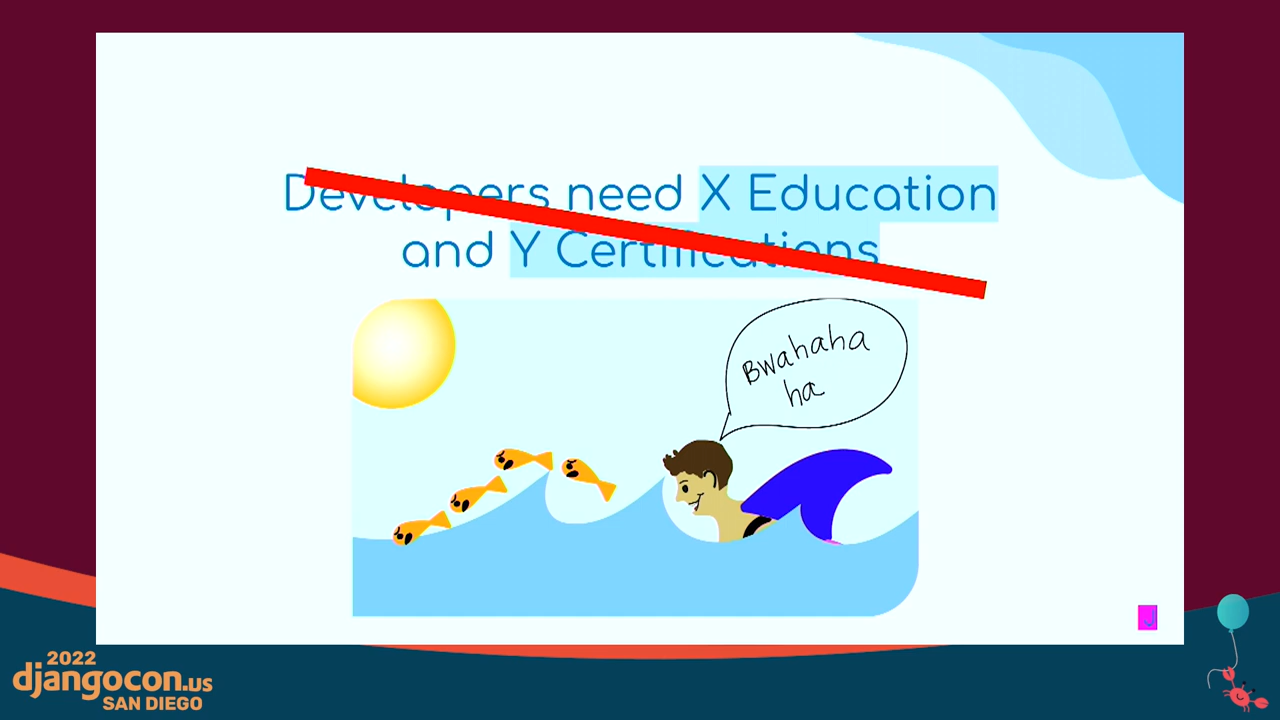 Developers need X Education
and Y Certifications
Bwahaha
ha
J
2022
djangocon.us
SAN DIEGO